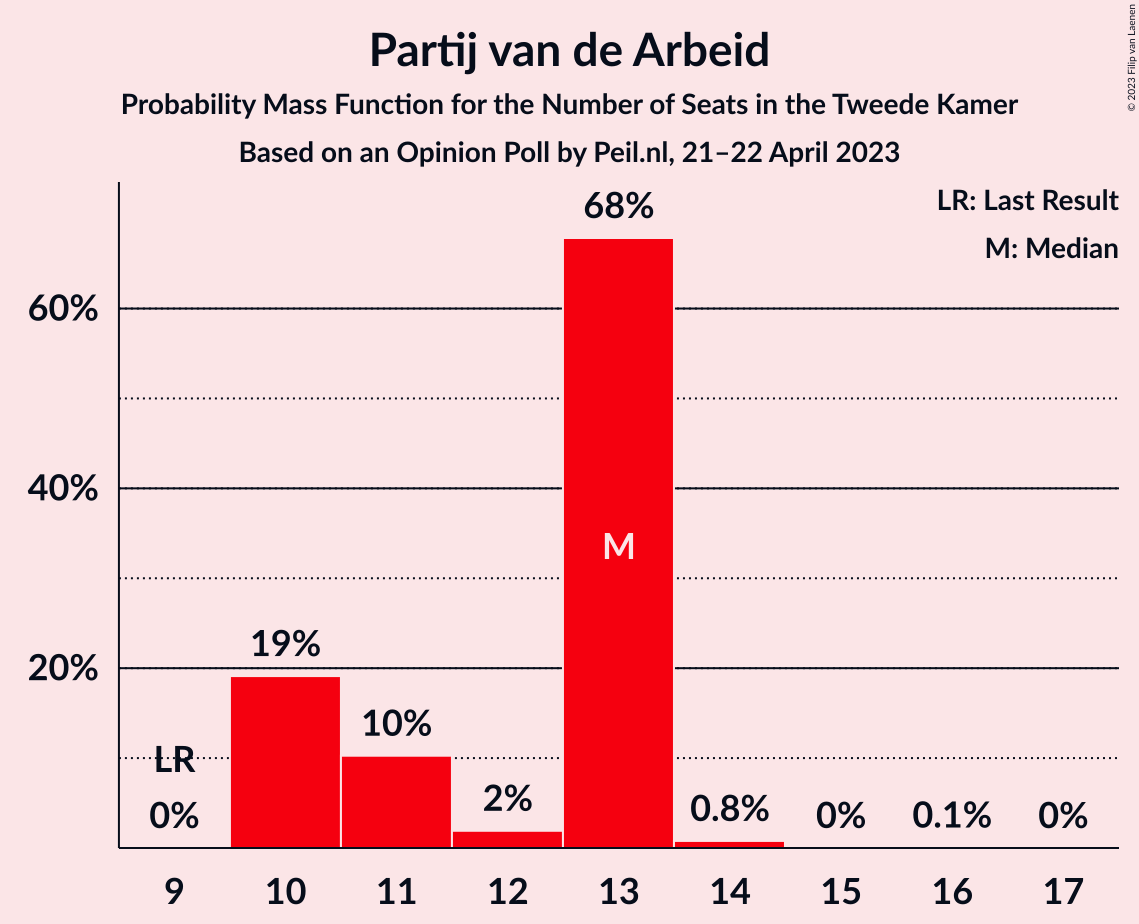 Partij van de Arbeid
Probability Mass Function for the Number of Seats in the Tweede Kamer
Based on an Opinion Poll by Peil.nl, 21–22 April 2023
© 2023 Filip van Laenen
LR: Last Result
M: Median
68%
60%
40%
M
19%
20%
10%
LR
0%
2%
0.8%
0%
0.1%
0%
9 10 11 12 13 14 15 16 17